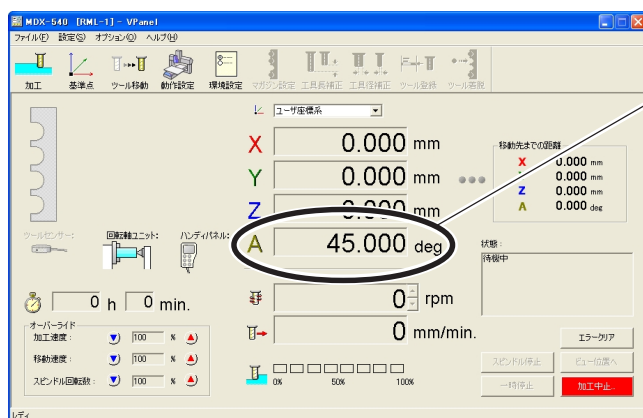 MDX-540 [RML-1] - VPanel
ファイル(F) 設定(S) オプション(O) ヘルプ(H)
加工 基準点 ツール移動 動作設定 環境設定 マガジン設定 工具長補正 工具径補正 ツール登録 ツール着脱
ユーザ座標系
X 0.000 mm
Y 0.000 mm
Z 0.000 mm
A 45.000 deg
移動先までの距離
X 0.000 mm
0.000 mm
Z 0.000 mm
A 0.000 deg
ツールセンサー: 回転軸ユニット: ハンディパネル:
状態:
待機中
0 h 0 min.
0 rpm
0 mm/min.
オーバーライド
加工速度: 100 %
移動速度: 100 %
スピンドル回転数: 100 %
0% 50% 100%
エラークリア
スピンドル停止 ビュー位置へ
一時停止 加工中止...
レディ